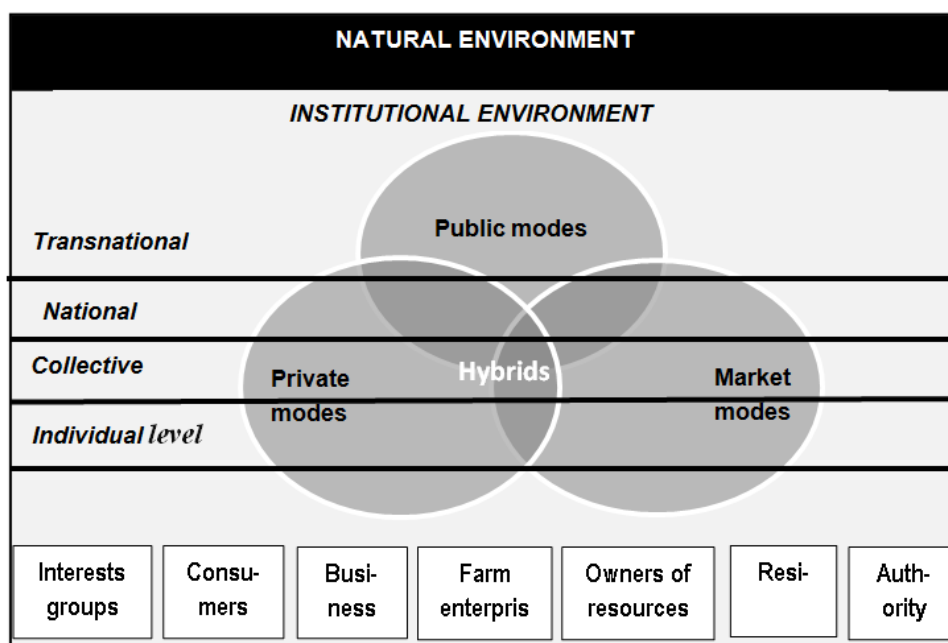 NATURAL ENVIRONMENT
INSTITUTIONAL ENVIRONMENT
Public modes
Transnational
National
Collective
Hybrids
Private
modes
Market
modes
Individual level
Interests
groups
Consu-
mers
Busi-
ness
Farm
enterpris
Owners of
resources
Resi-
Auth-
ority